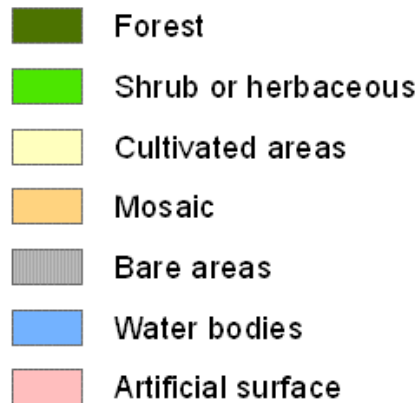 Forest
Shrub or herbaceous
Cultivated areas
Mosaic
Bare areas
Water bodies
Artificial surface